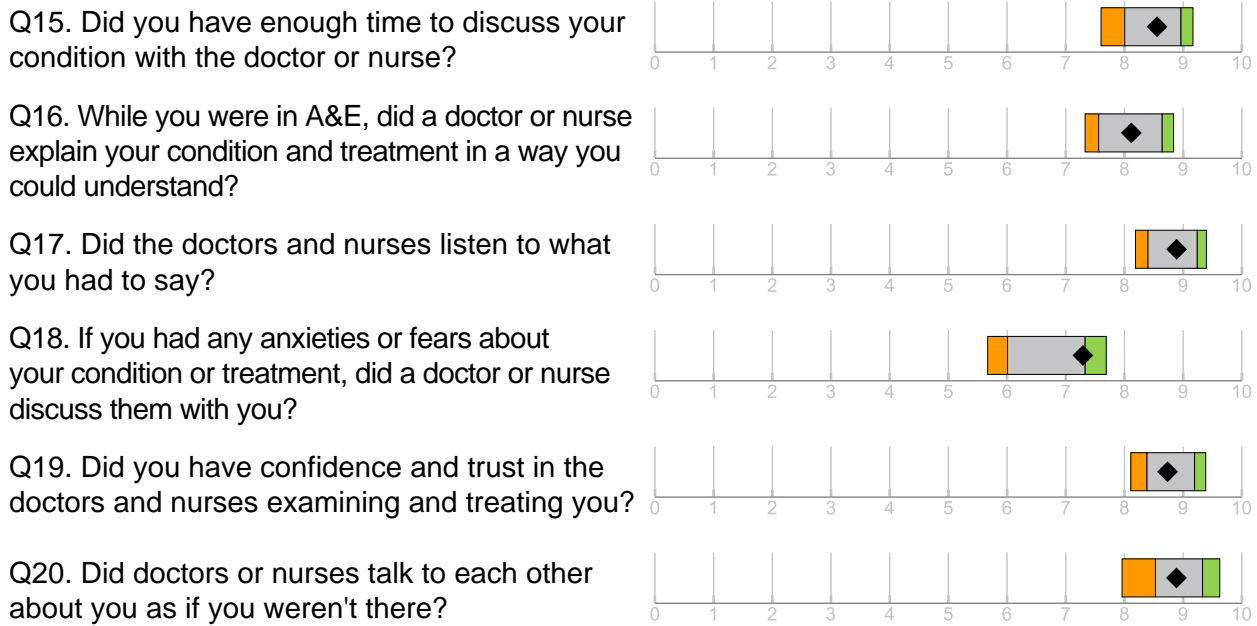 Q15. Did you have enough time to discuss your
condition with the doctor or nurse?
0 1 2 3 4 5 6 7 8 9 10
Q16. While you were in A&E, did a doctor or nurse
explain your condition and treatment in a way you
could understand?
0 1 2 3 4 5 6 7 8 9 10
Q17. Did the doctors and nurses listen to what
you had to say?
0 1 2 3 4 5 6 7 8 9 10
Q18. If you had any anxieties or fears about
your condition or treatment, did a doctor or nurse
discuss them with you?
0 1 2 3 4 5 6 7 8 9 10
Q19. Did you have confidence and trust in the
doctors and nurses examining and treating you?
0 1 2 3 4 5 6 7 8 9 10
Q20. Did doctors or nurses talk to each other
about you as if you weren't there?
0 1 2 3 4 5 6 7 8 9 10